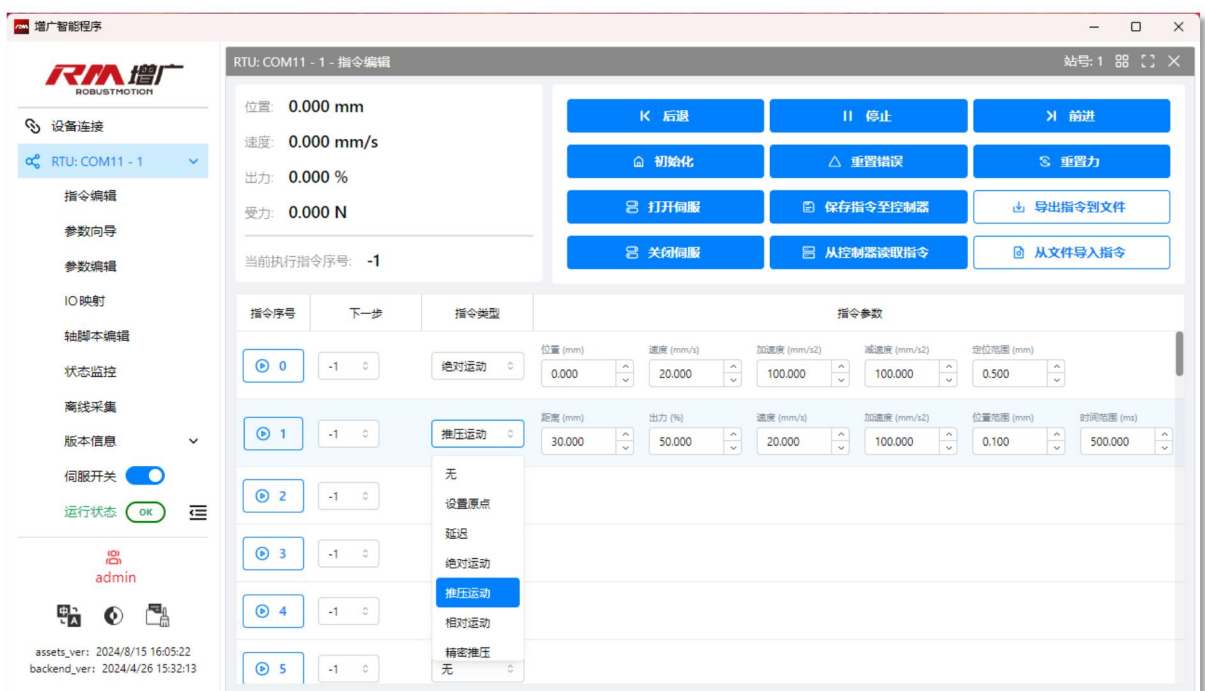 增广智能程序
RM 增广
ROBUSTMOTION
设备连接
RTU: COM11 - 1
指令编辑
参数向导
参数编辑
IO映射
轴脚本编辑
状态监控
离线采集
版本信息
伺服开关
运行状态 OK
admin
assets_ver: 2024/8/15 16:05:22
backend_ver: 2024/4/26 15:32:13
RTU: COM11 - 1 - 指令编辑 站号: 1
位置: 0.000 mm
速度: 0.000 mm/s
出力: 0.000 %
受力: 0.000 N
当前执行指令序号: -1
后退 停止 前进
初始化 重置错误 重置力
打开伺服 保存指令至控制器 导出指令到文件
关闭伺服 从控制器读取指令 从文件导入指令
指令序号 下一步 指令类型 指令参数
位置 (mm) 速度 (mm/s) 加速度 (mm/s2) 减速度 (mm/s2) 定位范围 (mm)
0 -1 绝对运动 0.000 20.000 100.000 100.000 0.500
距离 (mm) 出力 (%) 速度 (mm/s) 加速度 (mm/s2) 位置范围 (mm) 时间范围 (ms)
1 -1 推压运动 30.000 50.000 20.000 100.000 0.100 500.000
无
设置原点
2 -1
延迟
3 -1
绝对运动
推压运动
4 -1
相对运动
精密推压
5 -1 无